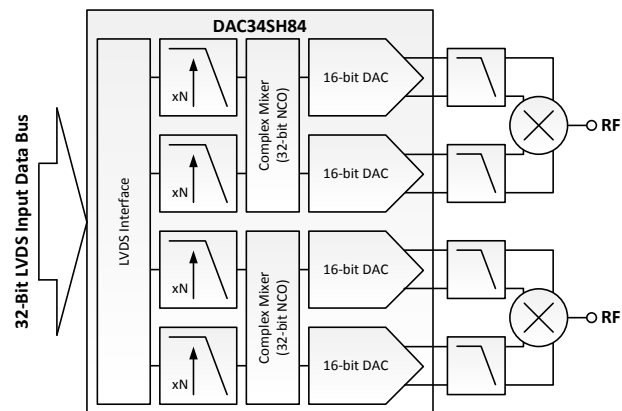 DAC34SH84
32-Bit LVDS Input Data Bus
LVDS Interface
xN
Complex Mixer
(32-bit NCO)
16-bit DAC
RF
xN
16-bit DAC
xN
Complex Mixer
(32-bit NCO)
16-bit DAC
RF
xN
16-bit DAC